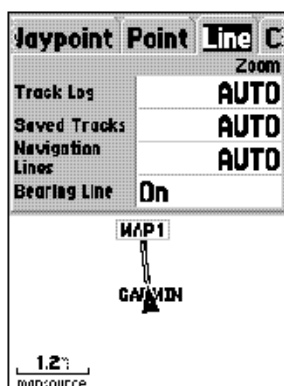 Waypoint Point Line C
Zoom
Track Log AUTO
Saved Tracks AUTO
Navigation
Lines AUTO
Bearing Line On
MAP1
GARMIN
1.2
mapsource